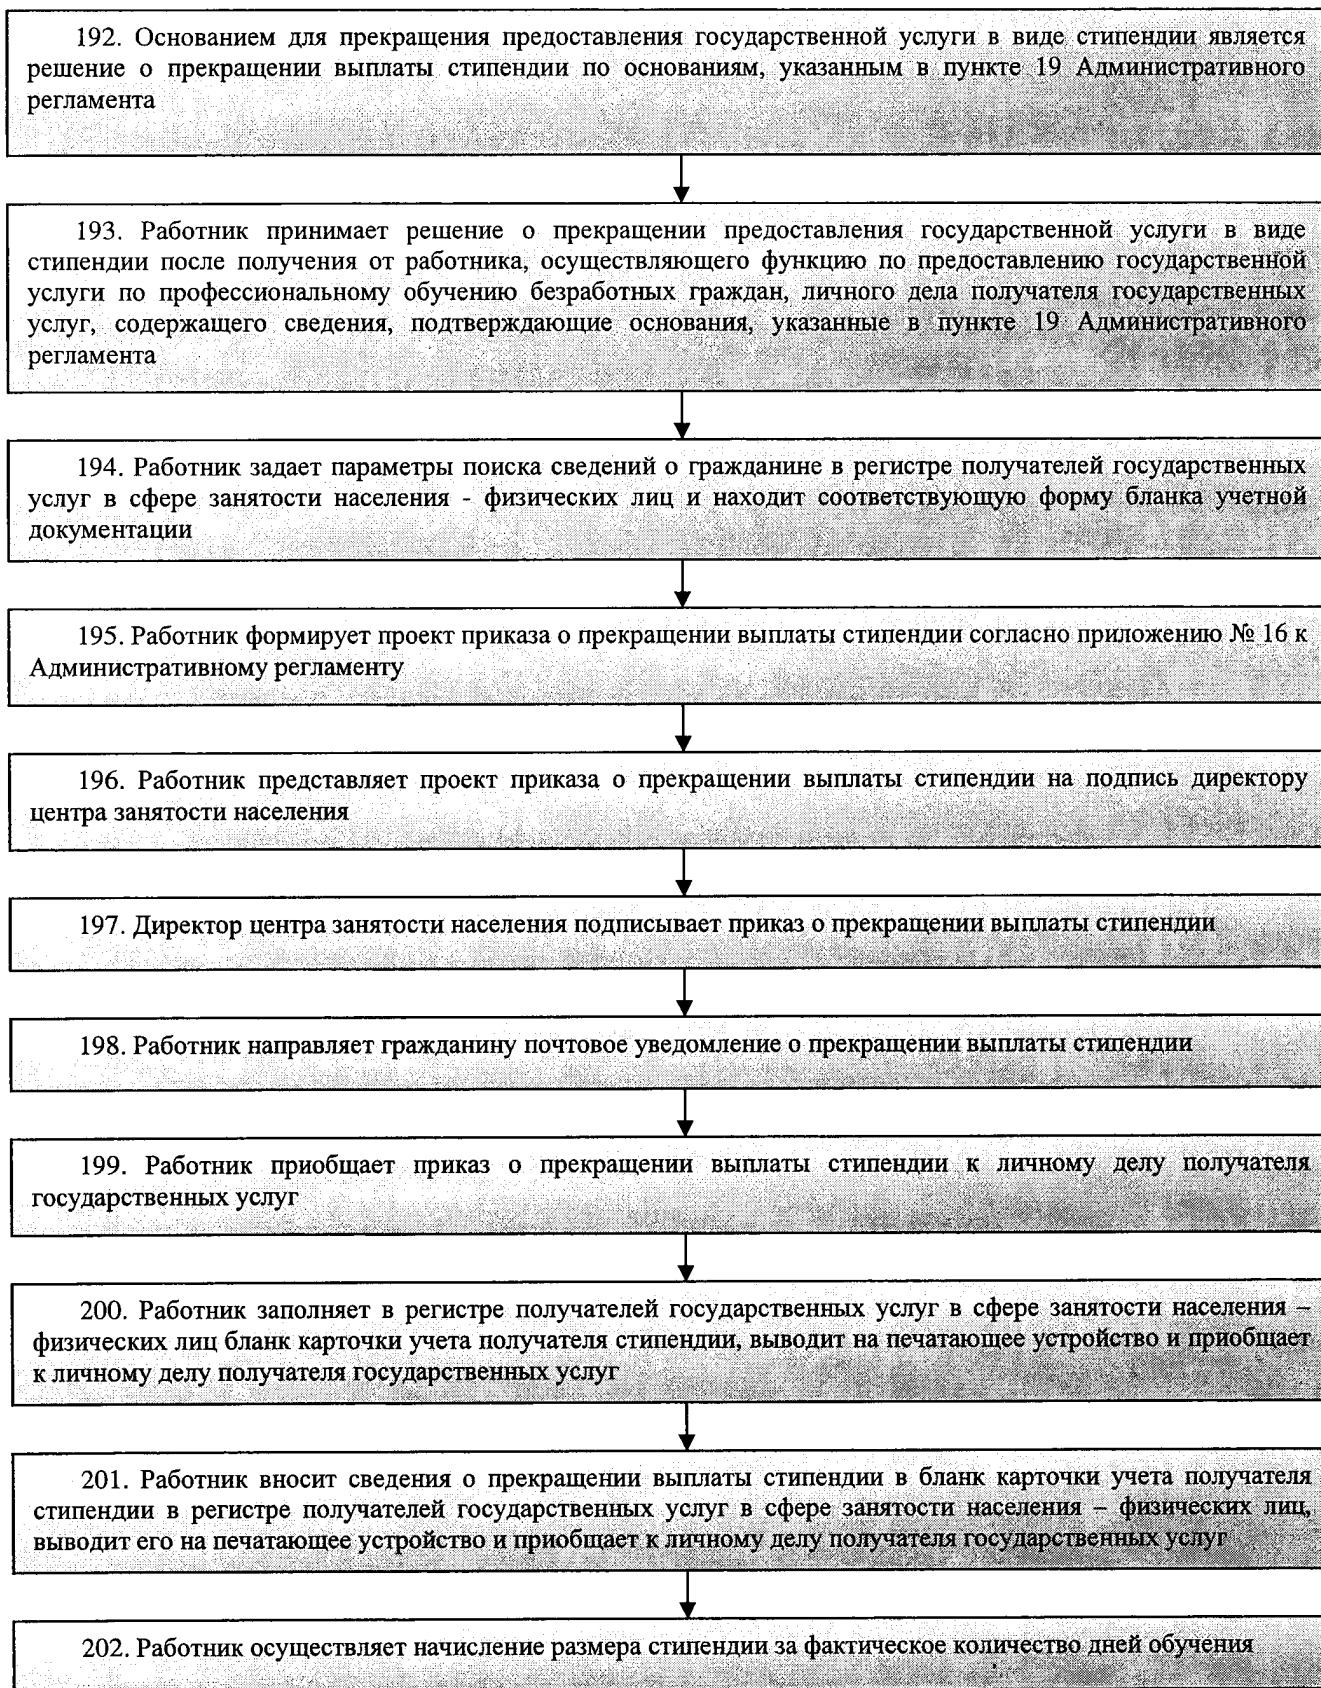 192. Основанием для прекращения предоставления государственной услуги в виде стипендии является
решение о прекращении выплаты стипендии по основаниям, указанным в пункте 19 Административного
регламента
193. Работник принимает решение о прекращении предоставления государственной услуги в виде
стипендии после получения от работника, осуществляющего функцию по предоставлению государственной
услуги по профессиональному обучению безработных граждан, личного дела получателя государственных
услуг, содержащего сведения, подтверждающие основания, указанные в пункте 19 Административного
регламента
194. Работник задает параметры поиска сведений о гражданине в регистре получателей государственных
услуг в сфере занятости населения - физических лиц и находит соответствующую форму бланка учетной
документации
195. Работник формирует проект приказа о прекращении выплаты стипендии согласно приложению № 16 к
Административному регламенту
196. Работник представляет проект приказа о прекращении выплаты стипендии на подпись директору
центра занятости населения
197. Директор центра занятости населения подписывает приказ о прекращении выплаты стипендии
198. Работник направляет гражданину почтовое уведомление о прекращении выплаты стипендии
199. Работник приобщает приказ о прекращении выплаты стипендии к личному делу получателя
государственных услуг
200. Работник заполняет в регистре получателей государственных услуг в сфере занятости населения –
физических лиц бланк карточки учета получателя стипендии, выводит на печатающее устройство и приобщает
к личному делу получателя государственных услуг
201. Работник вносит сведения о прекращении выплаты стипендии в бланк карточки учета получателя
стипендии в регистре получателей государственных услуг в сфере занятости населения – физических лиц,
выводит его на печатающее устройство и приобщает к личному делу получателя государственных услуг
202. Работник осуществляет начисление размера стипендии за фактическое количество дней обучения